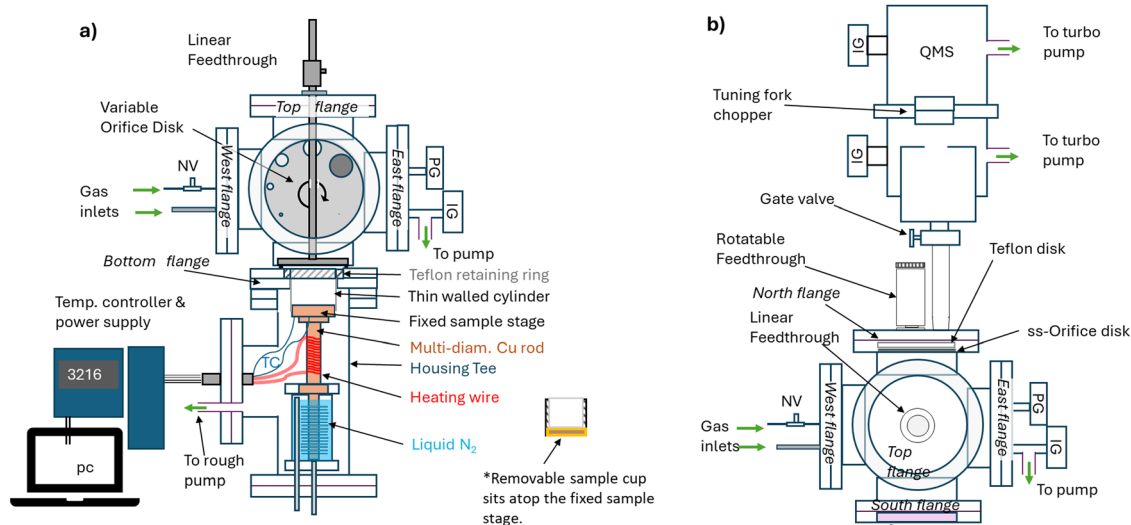 a)
Linear
Feedthrough
Top flange
Variable
Orifice Disk
NV
West flange
East flange
PG
IG
Gas
inlets
To pump
Bottom flange
Teflon retaining ring
Thin walled cylinder
Temp. controller &
power supply
Fixed sample stage
Multi-diam. Cu rod
TC
Housing Tee
3216
Heating wire
Liquid N₂
pc
To rough
pump
*Removable sample cup
sits atop the fixed sample
stage.
b)
IG
QMS
To turbo
pump
Tuning fork
chopper
IG
To turbo
pump
Gate valve
Rotatable
Feedthrough
Teflon disk
North flange
Linear
Feedthrough
ss-Orifice disk
NV
West flange
East flange
PG
IG
Gas
inlets
Top
flange
To pump
South flange